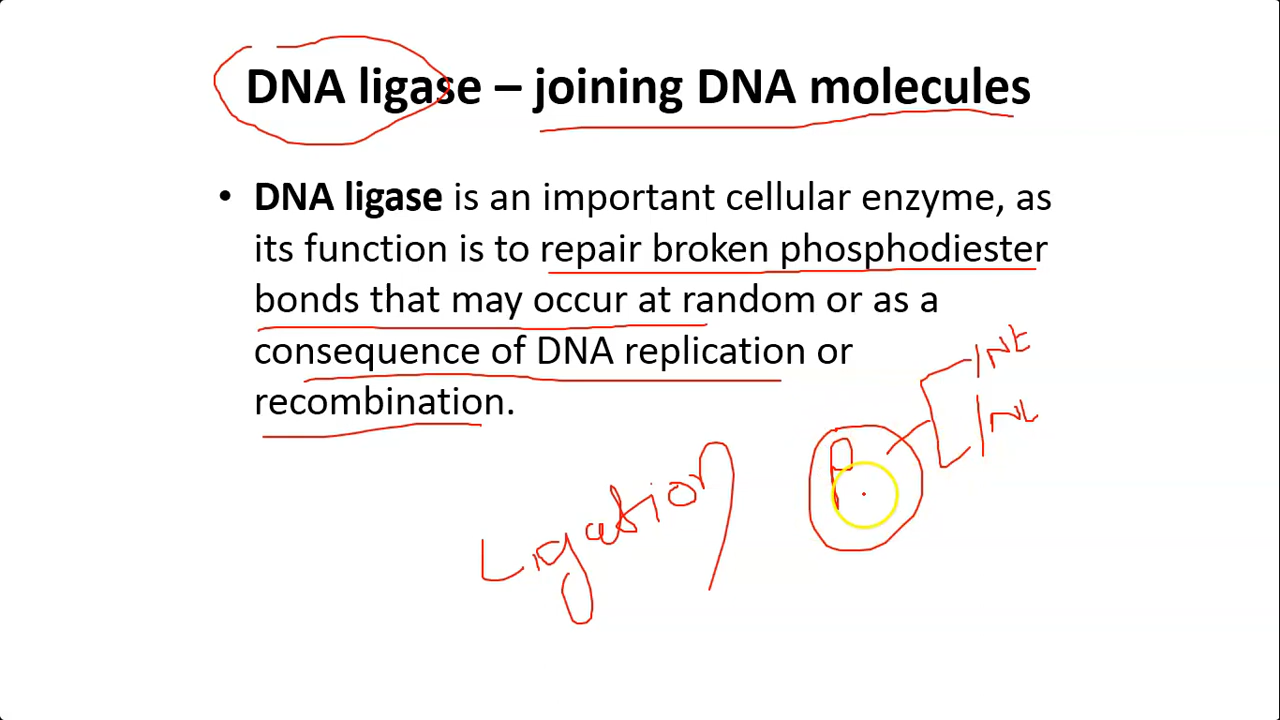 DNA ligase – joining DNA molecules
• DNA ligase is an important cellular enzyme, as
its function is to repair broken phosphodiester
bonds that may occur at random or as a
consequence of DNA replication or
recombination.
Ligation
P